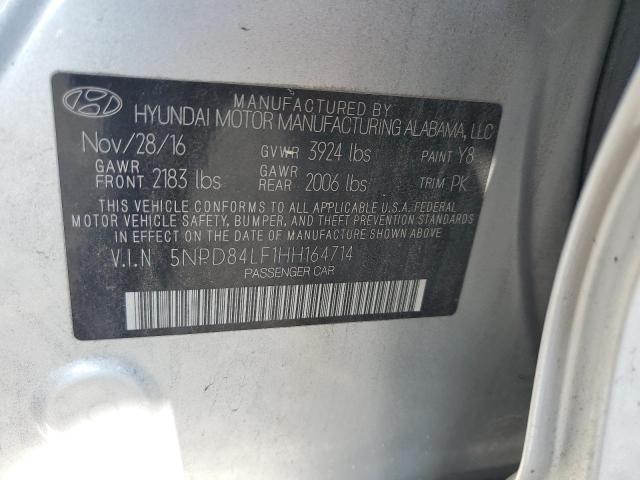 MANUFACTURED BY
HYUNDAI MOTOR MANUFACTURING ALABAMA, LLC
Nov/28/16 GVWR 3924 lbs PAINT Y8
GAWR FRONT 2183 lbs GAWR REAR 2006 lbs TRIM PK
THIS VEHICLE CONFORMS TO ALL APPLICABLE U.S.A. FEDERAL
MOTOR VEHICLE SAFETY, BUMPER, AND THEFT PREVENTION STANDARDS
IN EFFECT ON THE DATE OF MANUFACTURE SHOWN ABOVE.
V.I.N 5NPD84LF1HH164714
PASSENGER CAR